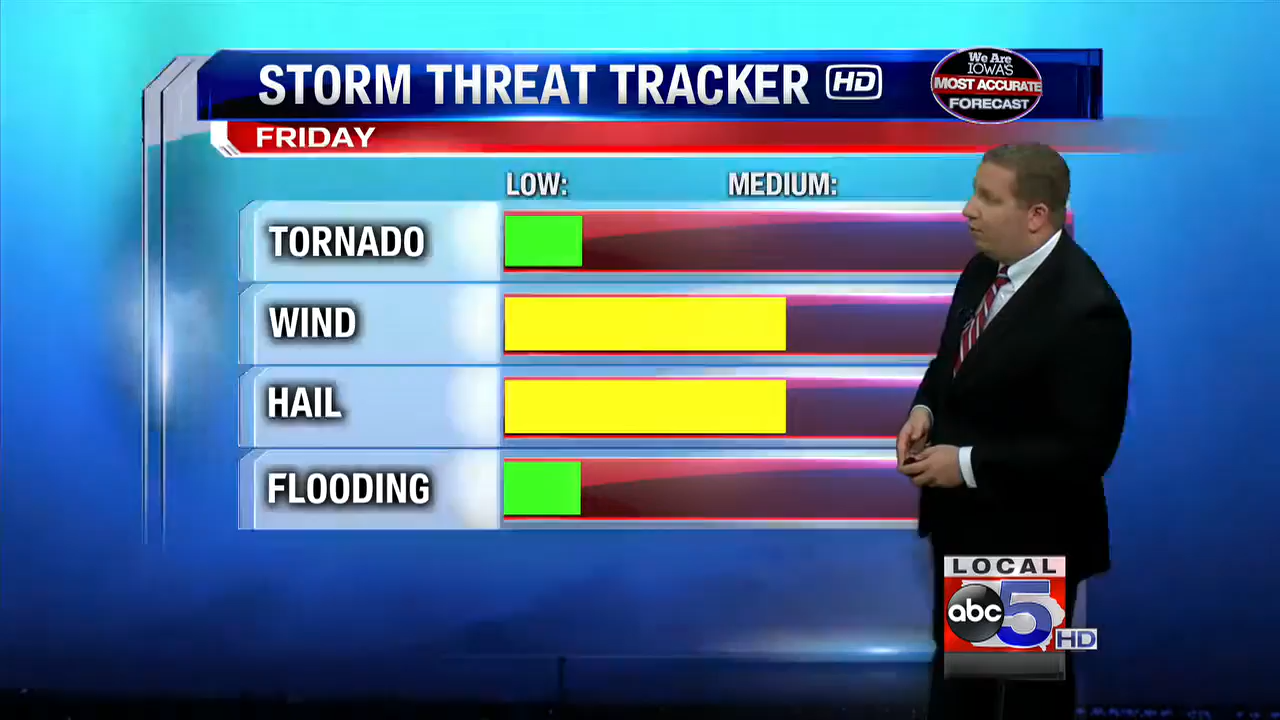 STORM THREAT TRACKER HD
We Are
IOWA'S
MOST ACCURATE
FORECAST
FRIDAY
LOW:
MEDIUM:
TORNADO
WIND
HAIL
FLOODING
LOCAL
abc 5
HD